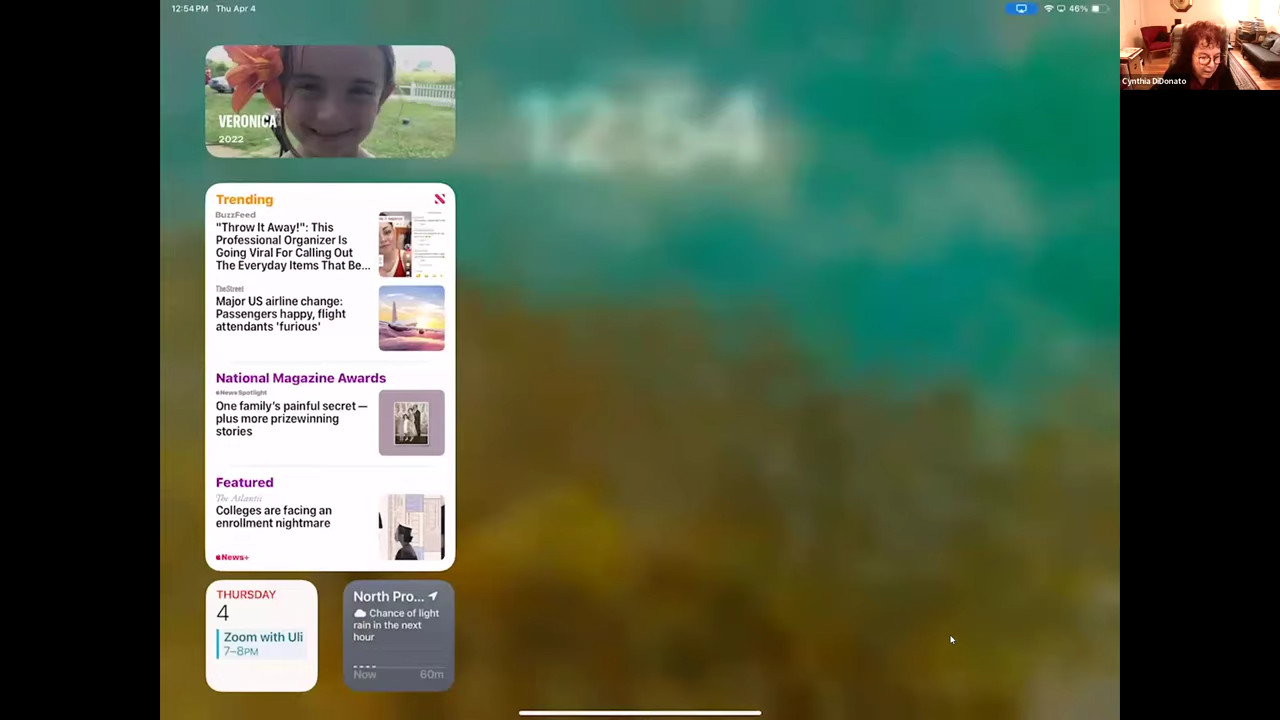 12:54 PM Thu Apr 4
46%
Cynthia DiDonato
12:54
VERONICA
2022
Trending
BuzzFeed
"Throw It Away!": This
Professional Organizer Is
Going Viral For Calling Out
The Everyday Items That Be...
TheStreet
Major US airline change:
Passengers happy, flight
attendants 'furious'
National Magazine Awards
News Spotlight
One family's painful secret —
plus more prizewinning
stories
Featured
The Atlantic
Colleges are facing an
enrollment nightmare
News+
THURSDAY
4
Zoom with Uli
7–8PM
North Pro...
Chance of light
rain in the next
hour
Now 60m